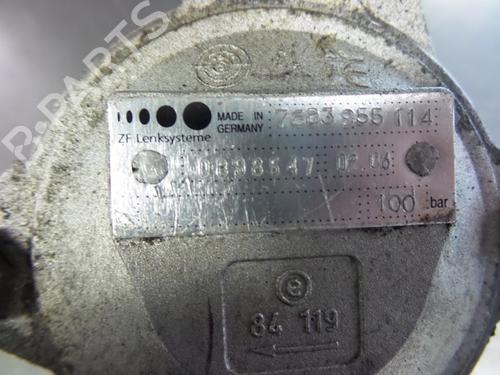 MADE IN
GERMANY
7683 955 114
ZF Lenksysteme
100 bar
84 119
B-PARTS